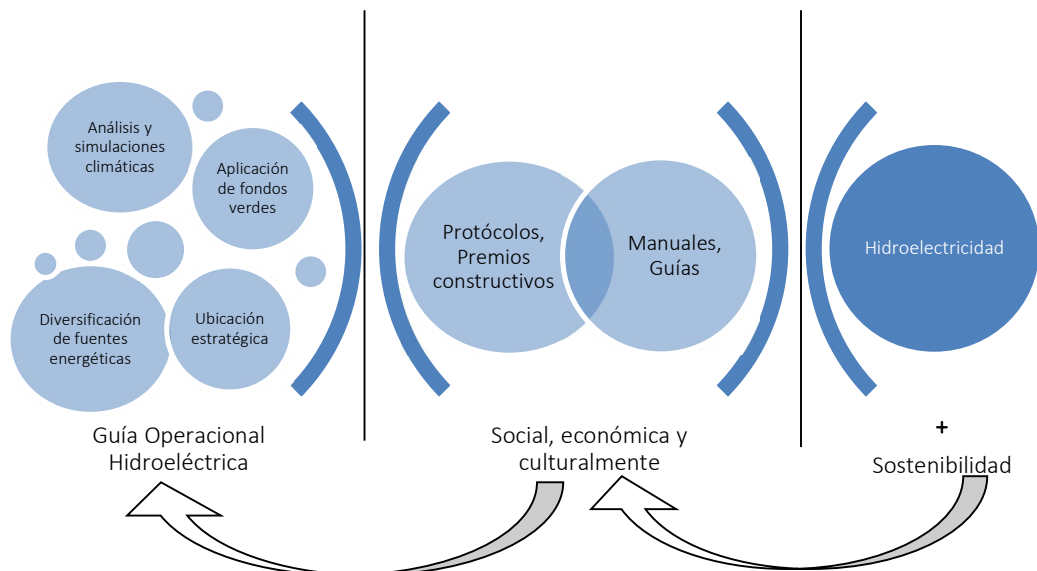 Análisis y
simulaciones
climáticas
Aplicación
de fondos
verdes
Diversificación
de fuentes
energéticas
Ubicación
estratégica
Guía Operacional
Hidroeléctrica
Protócolos,
Premios
constructivos
Manuales,
Guías
Social, económica y
culturalmente
Hidroelectricidad
+
Sostenibilidad